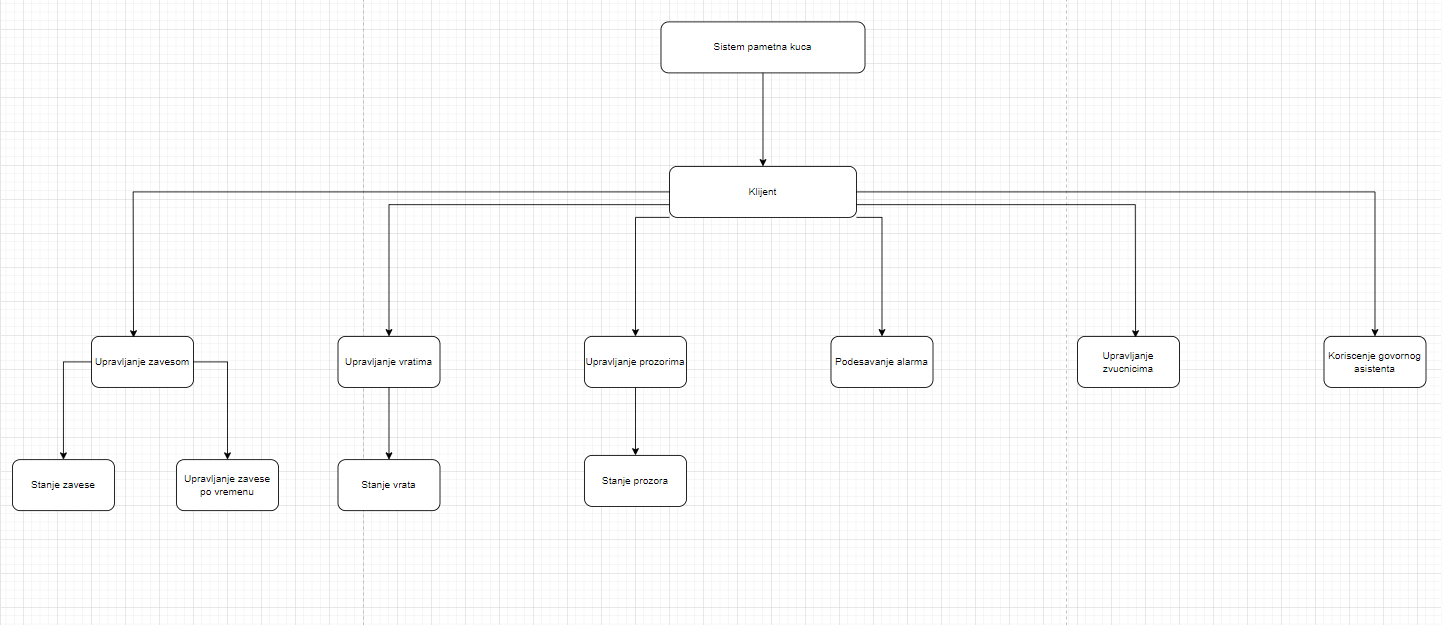 Sistem pametna kuca
Klijent
Upravljanje zavesom
Upravljanje vratima
Upravljanje prozorima
Podesavanje alarma
Upravljanje
zvucnicima
Koriscenje govornog
asistenta
Stanje zavese
Upravljanje zavese
po vremenu
Stanje vrata
Stanje prozora